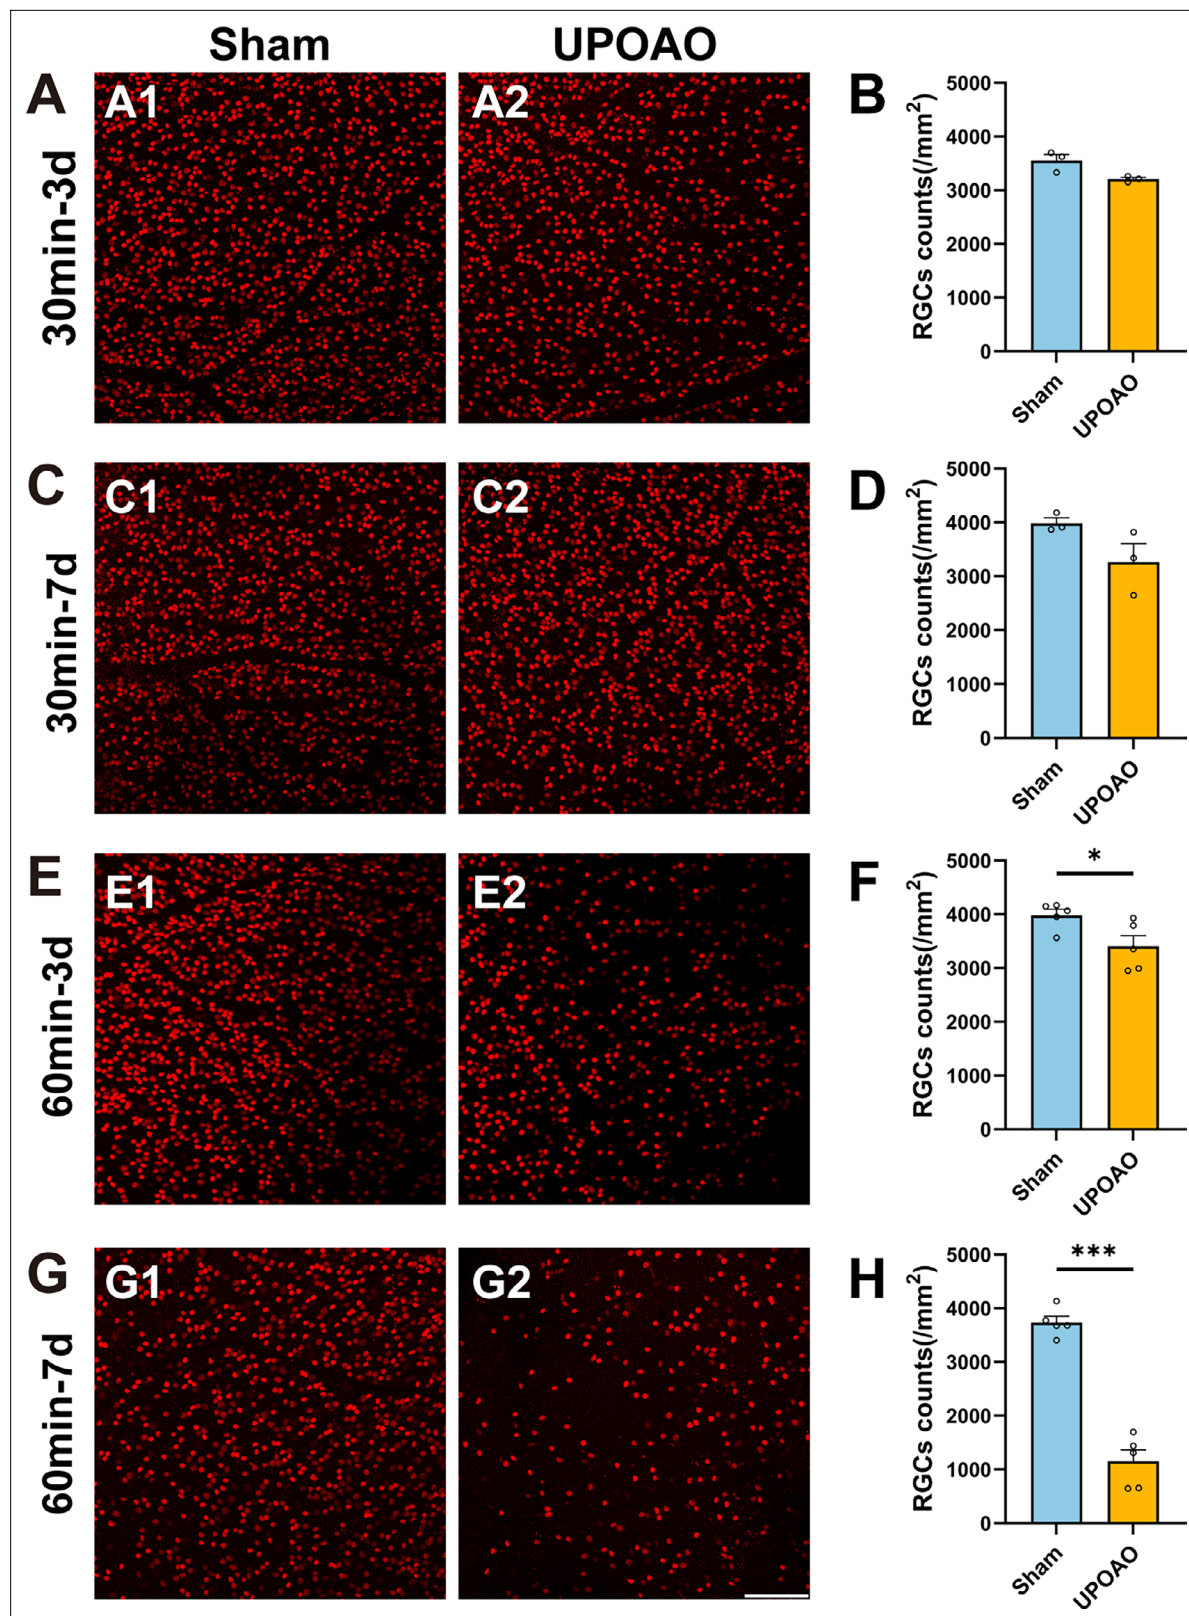 Sham UPOAO
A 30min-3d A1 A2
B
RGCs counts(/mm²)
5000
4000
3000
2000
1000
0
Sham UPOAO
C 30min-7d C1 C2
D
RGCs counts(/mm²)
5000
4000
3000
2000
1000
0
Sham UPOAO
E 60min-3d E1 E2
F
RGCs counts(/mm²)
5000
4000
3000
2000
1000
0
*
Sham UPOAO
G 60min-7d G1 G2
H
RGCs counts(/mm²)
5000
4000
3000
2000
1000
0
***
Sham UPOAO